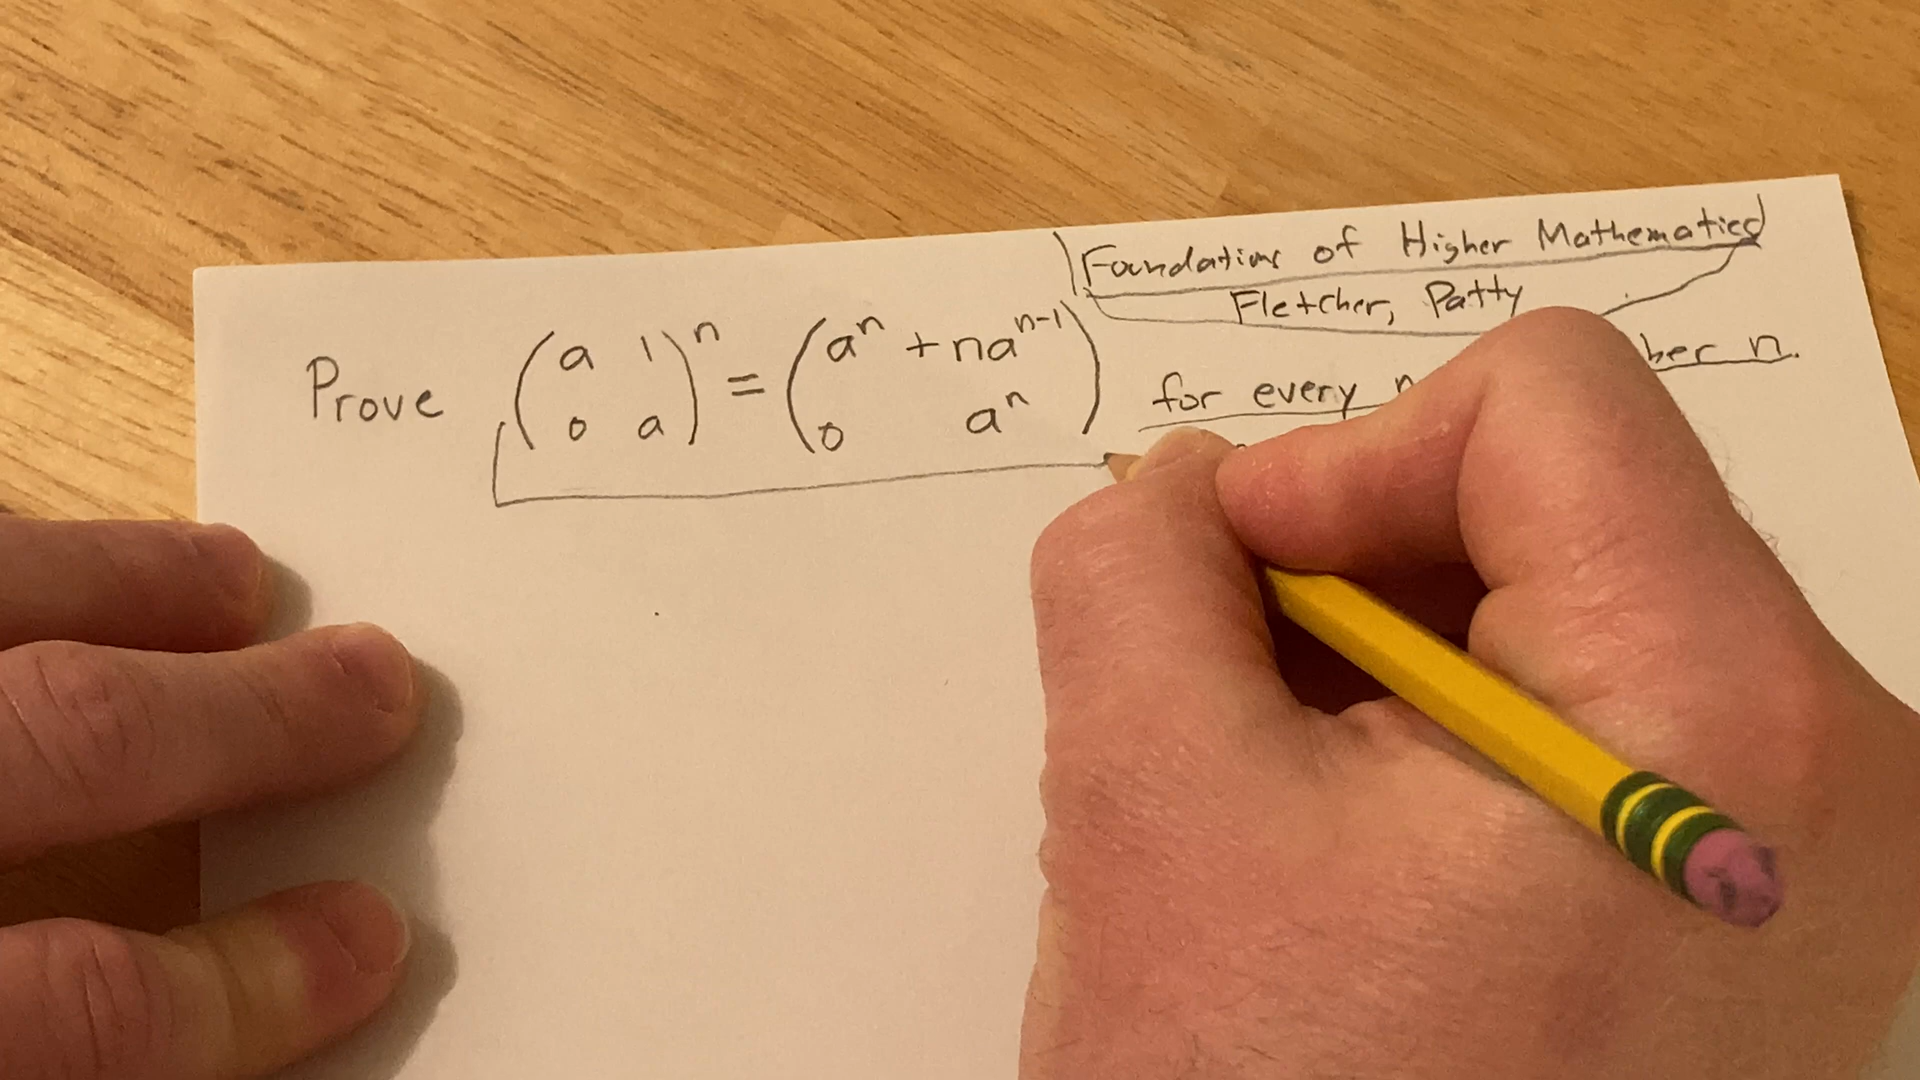 Foundations of Higher Mathematics
Fletcher, Patty
Prove (a 1 0 a)^n = (a^n + na^{n-1} 0 a^n) for every
n.